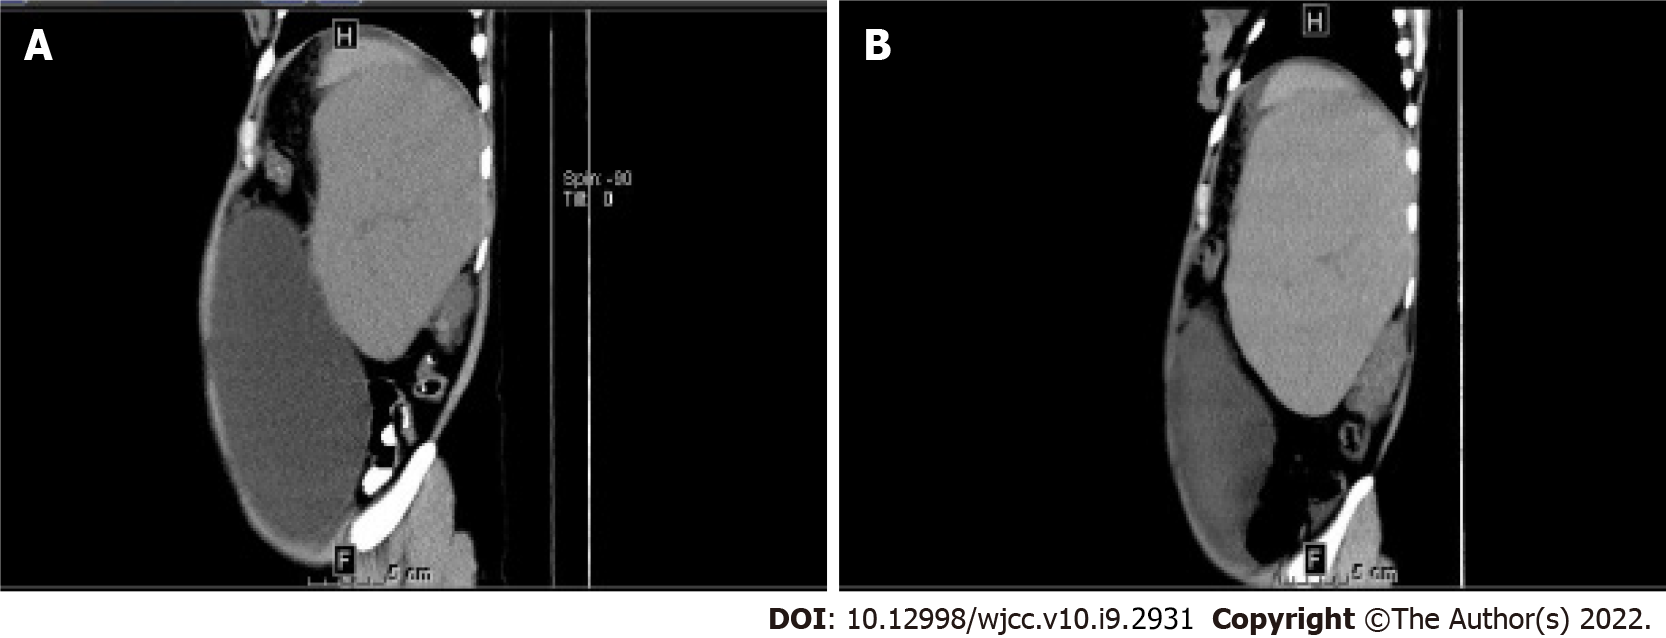 A
H
Spin: -90
Tilt: 0
F
5 cm
B
H
F
5 cm
DOI: 10.12998/wjcc.v10.i9.2931 Copyright ©The Author(s) 2022.